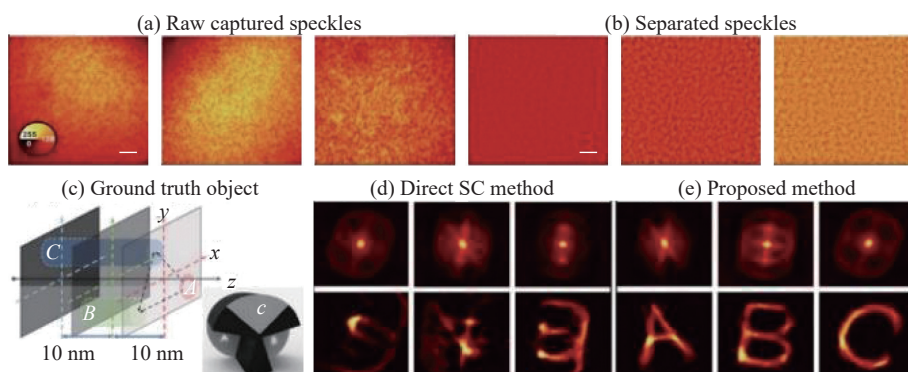 (a) Raw captured speckles
(b) Separated speckles
255
0
(c) Ground truth object
(d) Direct SC method
(e) Proposed method
y
C
x
z
A
B
c
10 nm
10 nm
A
B
C